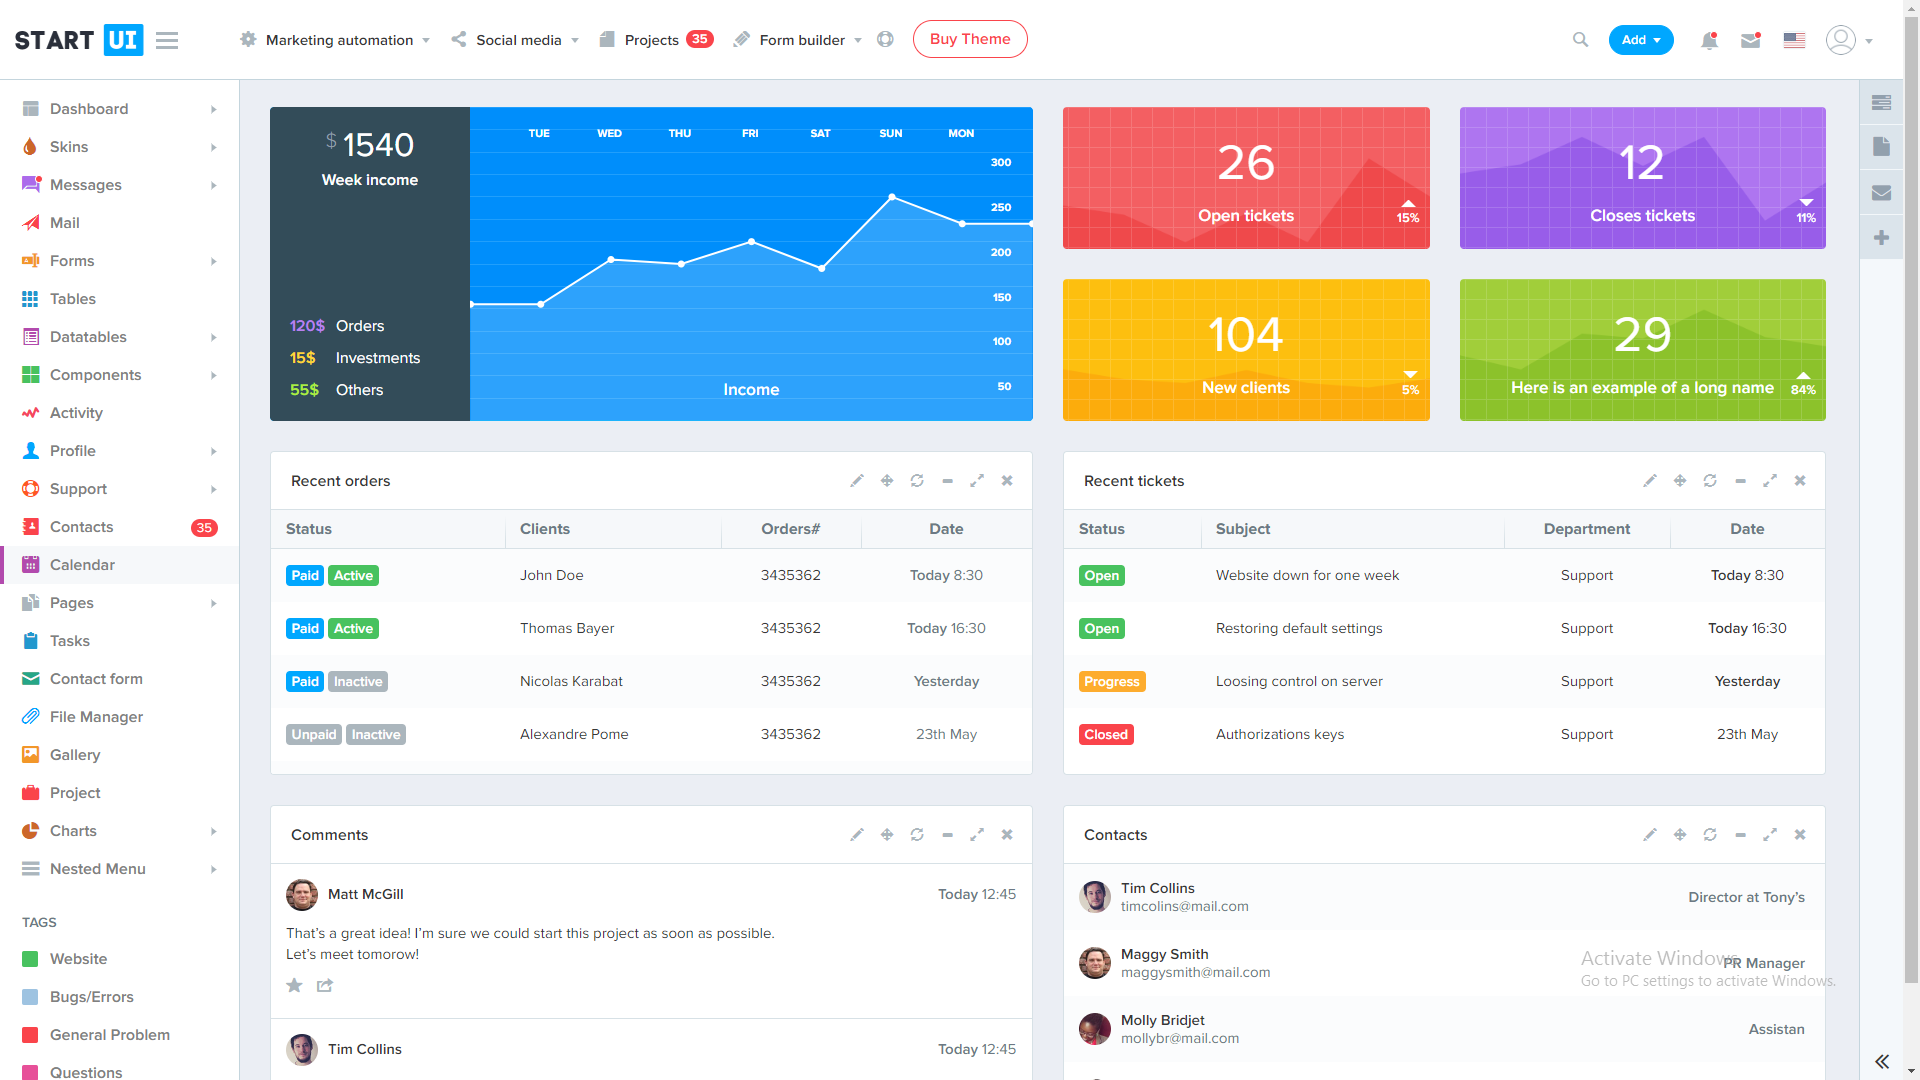 START UI
Marketing automation
Social media
Projects 35
Form builder
Buy Theme
Add
Dashboard
Skins
Messages
Mail
Forms
Tables
Datatables
Components
Activity
Profile
Support
Contacts 35
Calendar
Pages
Tasks
Contact form
File Manager
Gallery
Project
Charts
Nested Menu
TAGS
Website
Bugs/Errors
General Problem
Questions
$ 1540
Week income
120$ Orders
15$ Investments
55$ Others
TUE WED THU FRI SAT SUN MON
300
250
200
150
100
50
Income
26
Open tickets
15%
12
Closes tickets
11%
104
New clients
5%
29
Here is an example of a long name
84%
Recent orders
Status Clients Orders# Date
Paid Active John Doe 3435362 Today 8:30
Paid Active Thomas Bayer 3435362 Today 16:30
Paid Inactive Nicolas Karabat 3435362 Yesterday
Unpaid Inactive Alexandre Pome 3435362 23th May
Recent tickets
Status Subject Department Date
Open Website down for one week Support Today 8:30
Open Restoring default settings Support Today 16:30
Progress Loosing control on server Support Yesterday
Closed Authorizations keys Support 23th May
Comments
Matt McGill Today 12:45
That's a great idea! I'm sure we could start this project as soon as possible.
Let's meet tomorow!
Tim Collins Today 12:45
Contacts
Tim Collins
timcolins@mail.com
Director at Tony's
Maggy Smith
maggysmith@mail.com
PR Manager
Molly Bridjet
mollybr@mail.com
Assistan
Activate Windows
Go to PC settings to activate Windows.